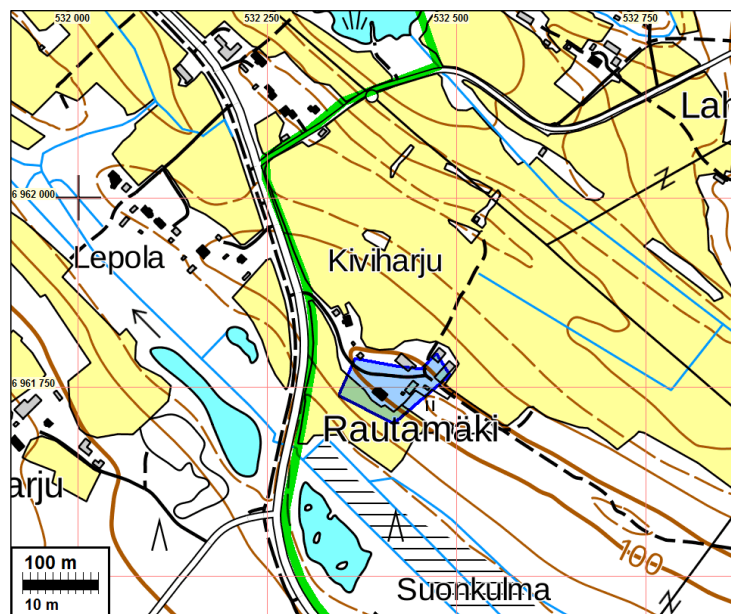 532 000
532 250
532 500
532 750
Lah
6 962 000
Lepola
Kiviharju
6 961 750
Rautamäki
arju
100
100 m
10 m
Suonkulma